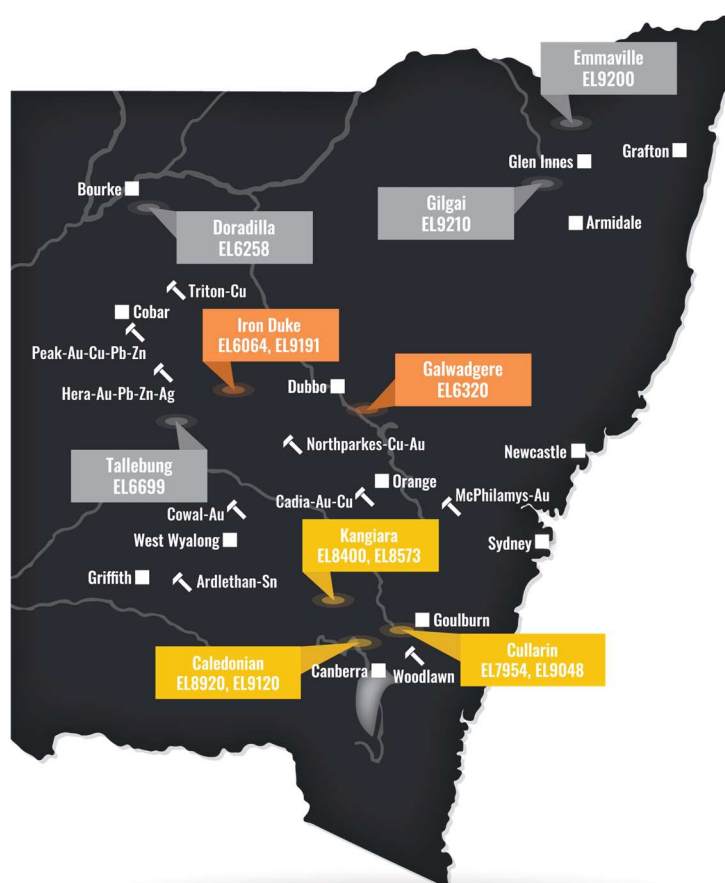 Emmaville
EL9200
Grafton
Glen Innes
Bourke
Gilgai
EL9210
Armidale
Doradilla
EL6258
Triton-Cu
Cobar
Iron Duke
EL6064, EL9191
Peak-Au-Cu-Pb-Zn
Galwadgere
EL6320
Dubbo
Hera-Au-Pb-Zn-Ag
Northparkes-Cu-Au
Newcastle
Tallebung
EL6699
Orange
Cadia-Au-Cu
McPhilamys-Au
Cowal-Au
Kangiara
EL8400, EL8573
West Wyalong
Sydney
Griffith
Ardlethan-Sn
Goulburn
Cullarin
EL7954, EL9048
Caledonian
EL8920, EL9120
Canberra
Woodlawn